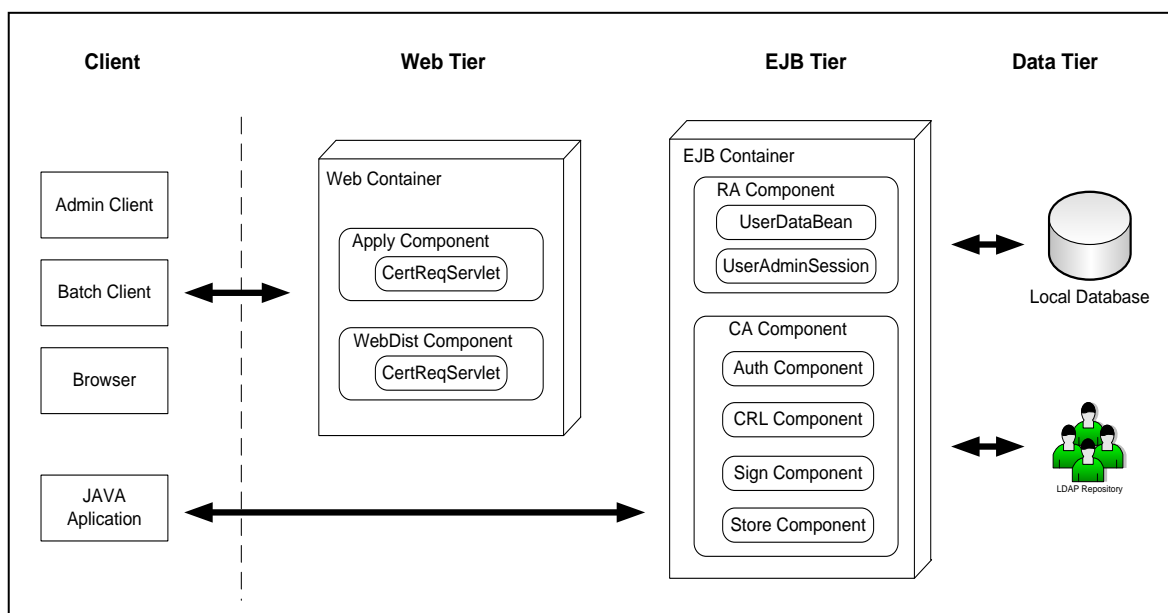 Client
Web Tier
EJB Tier
Data Tier
Admin Client
Batch Client
Browser
JAVA
Aplication
Web Container
Apply Component
CertReqServlet
WebDist Component
CertReqServlet
EJB Container
RA Component
UserDataBean
UserAdminSession
CA Component
Auth Component
CRL Component
Sign Component
Store Component
Local Database
LDAP Repository